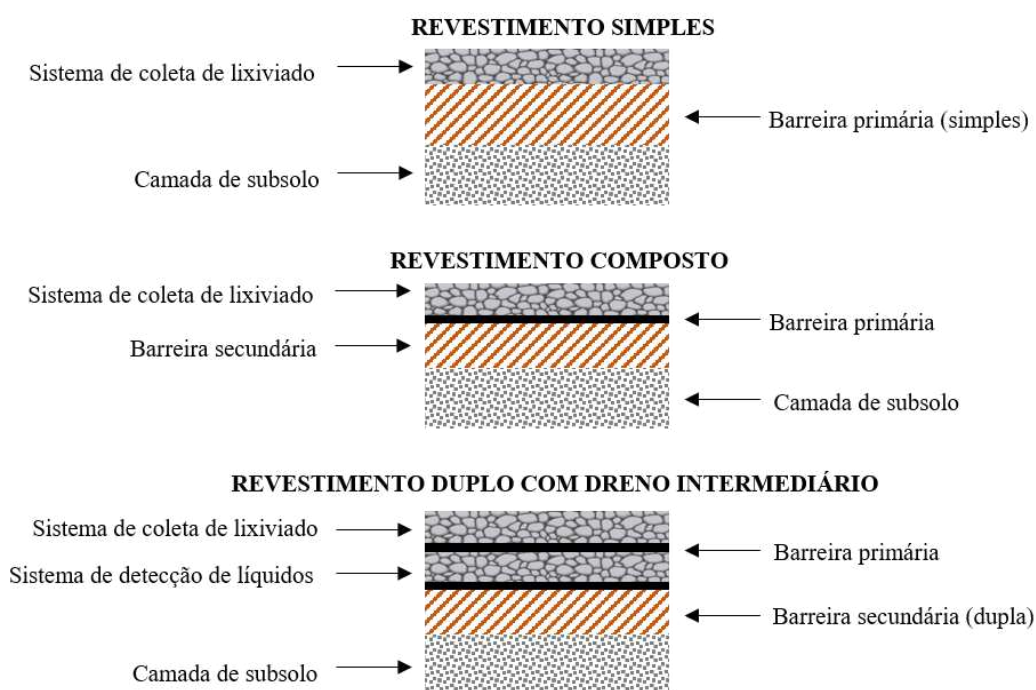 REVESTIMENTO SIMPLES
Sistema de coleta de lixiviado
Barreira primária (simples)
Camada de subsolo
REVESTIMENTO COMPOSTO
Sistema de coleta de lixiviado
Barreira primária
Barreira secundária
Camada de subsolo
REVESTIMENTO DUPLO COM DRENO INTERMEDIÁRIO
Sistema de coleta de lixiviado
Barreira primária
Sistema de detecção de líquidos
Barreira secundária (dupla)
Camada de subsolo